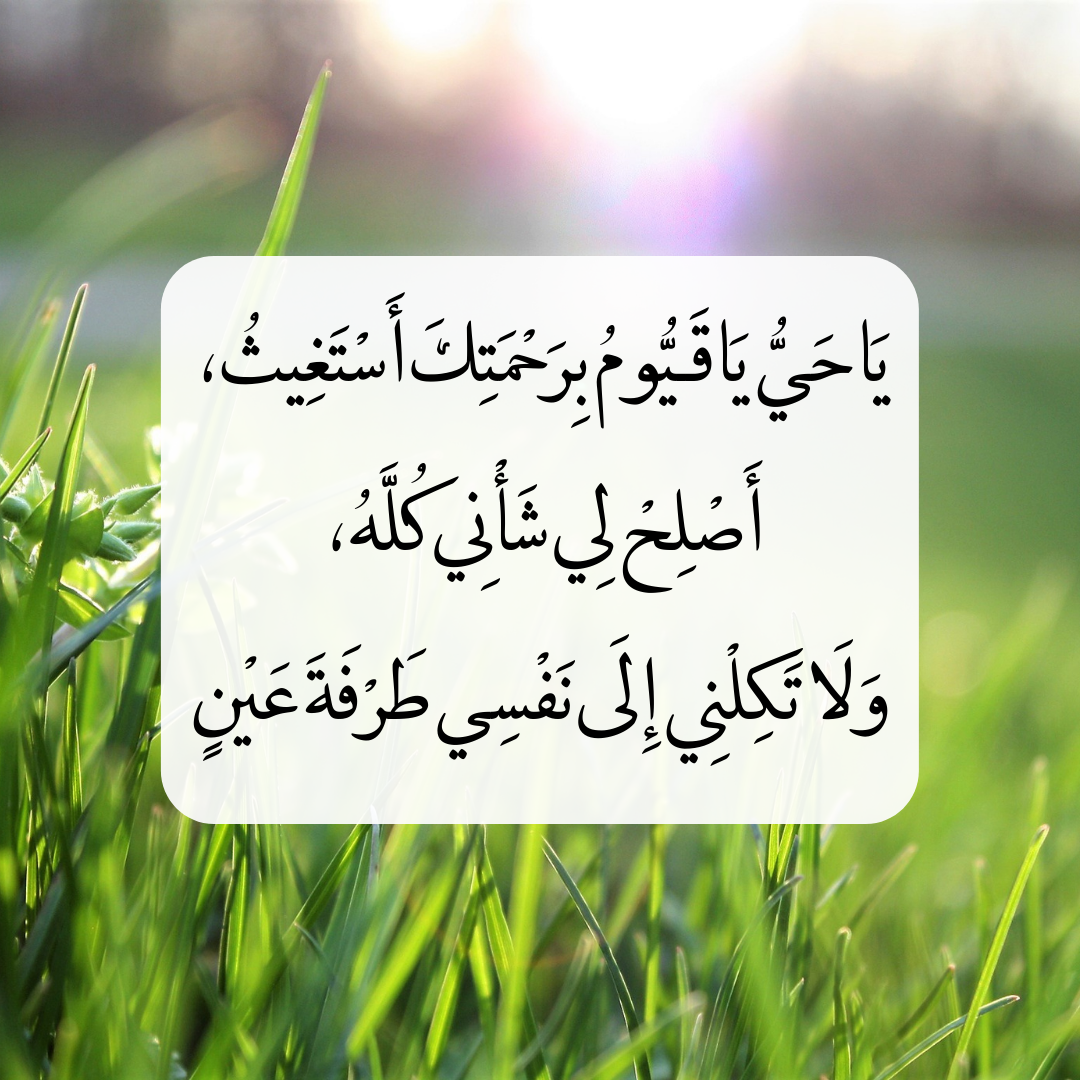 يَا حَيُّ يَا قَيُّومُ بِرَحْمَتِكَ أَسْتَغِيثُ،
أَصْلِحْ لِي شَأْنِي كُلَّهُ،
وَلَا تَكِلْنِي إِلَى نَفْسِي طَرْفَةَ عَيْنٍ